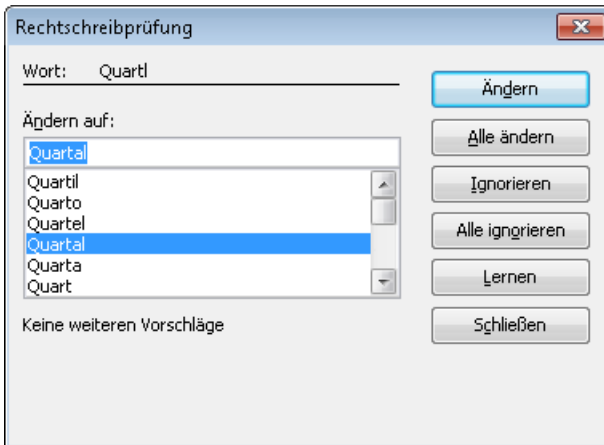 Rechtschreibprüfung
Wort: Quartl
Ändern auf:
Quartal
Quartil
Quarto
Quartel
Quartal
Quarta
Quart
Keine weiteren Vorschläge
Ändern
Alle ändern
Ignorieren
Alle ignorieren
Lernen
Schließen